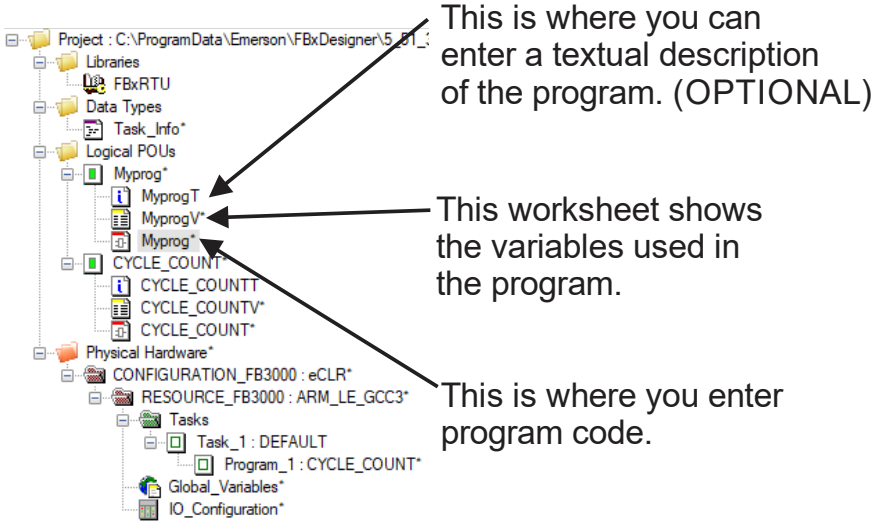 This is where you can
enter a textual description
of the program. (OPTIONAL)
Project : C:\ProgramData\Emerson\FBxDesigner\5_51_3
Libraries
FBxRTU
Data Types
Task_Info*
Logical POUs
Myprog*
MyprogT
MyprogV*
Myprog*
This worksheet shows
the variables used in
the program.
CYCLE_COUNT*
CYCLE_COUNTT
CYCLE_COUNTV*
CYCLE_COUNT*
Physical Hardware*
CONFIGURATION_FB3000 : eCLR*
RESOURCE_FB3000 : ARM_LE_GCC3*
Tasks
Task_1 : DEFAULT
Program_1 : CYCLE_COUNT*
Global_Variables*
IO_Configuration*
This is where you enter
program code.